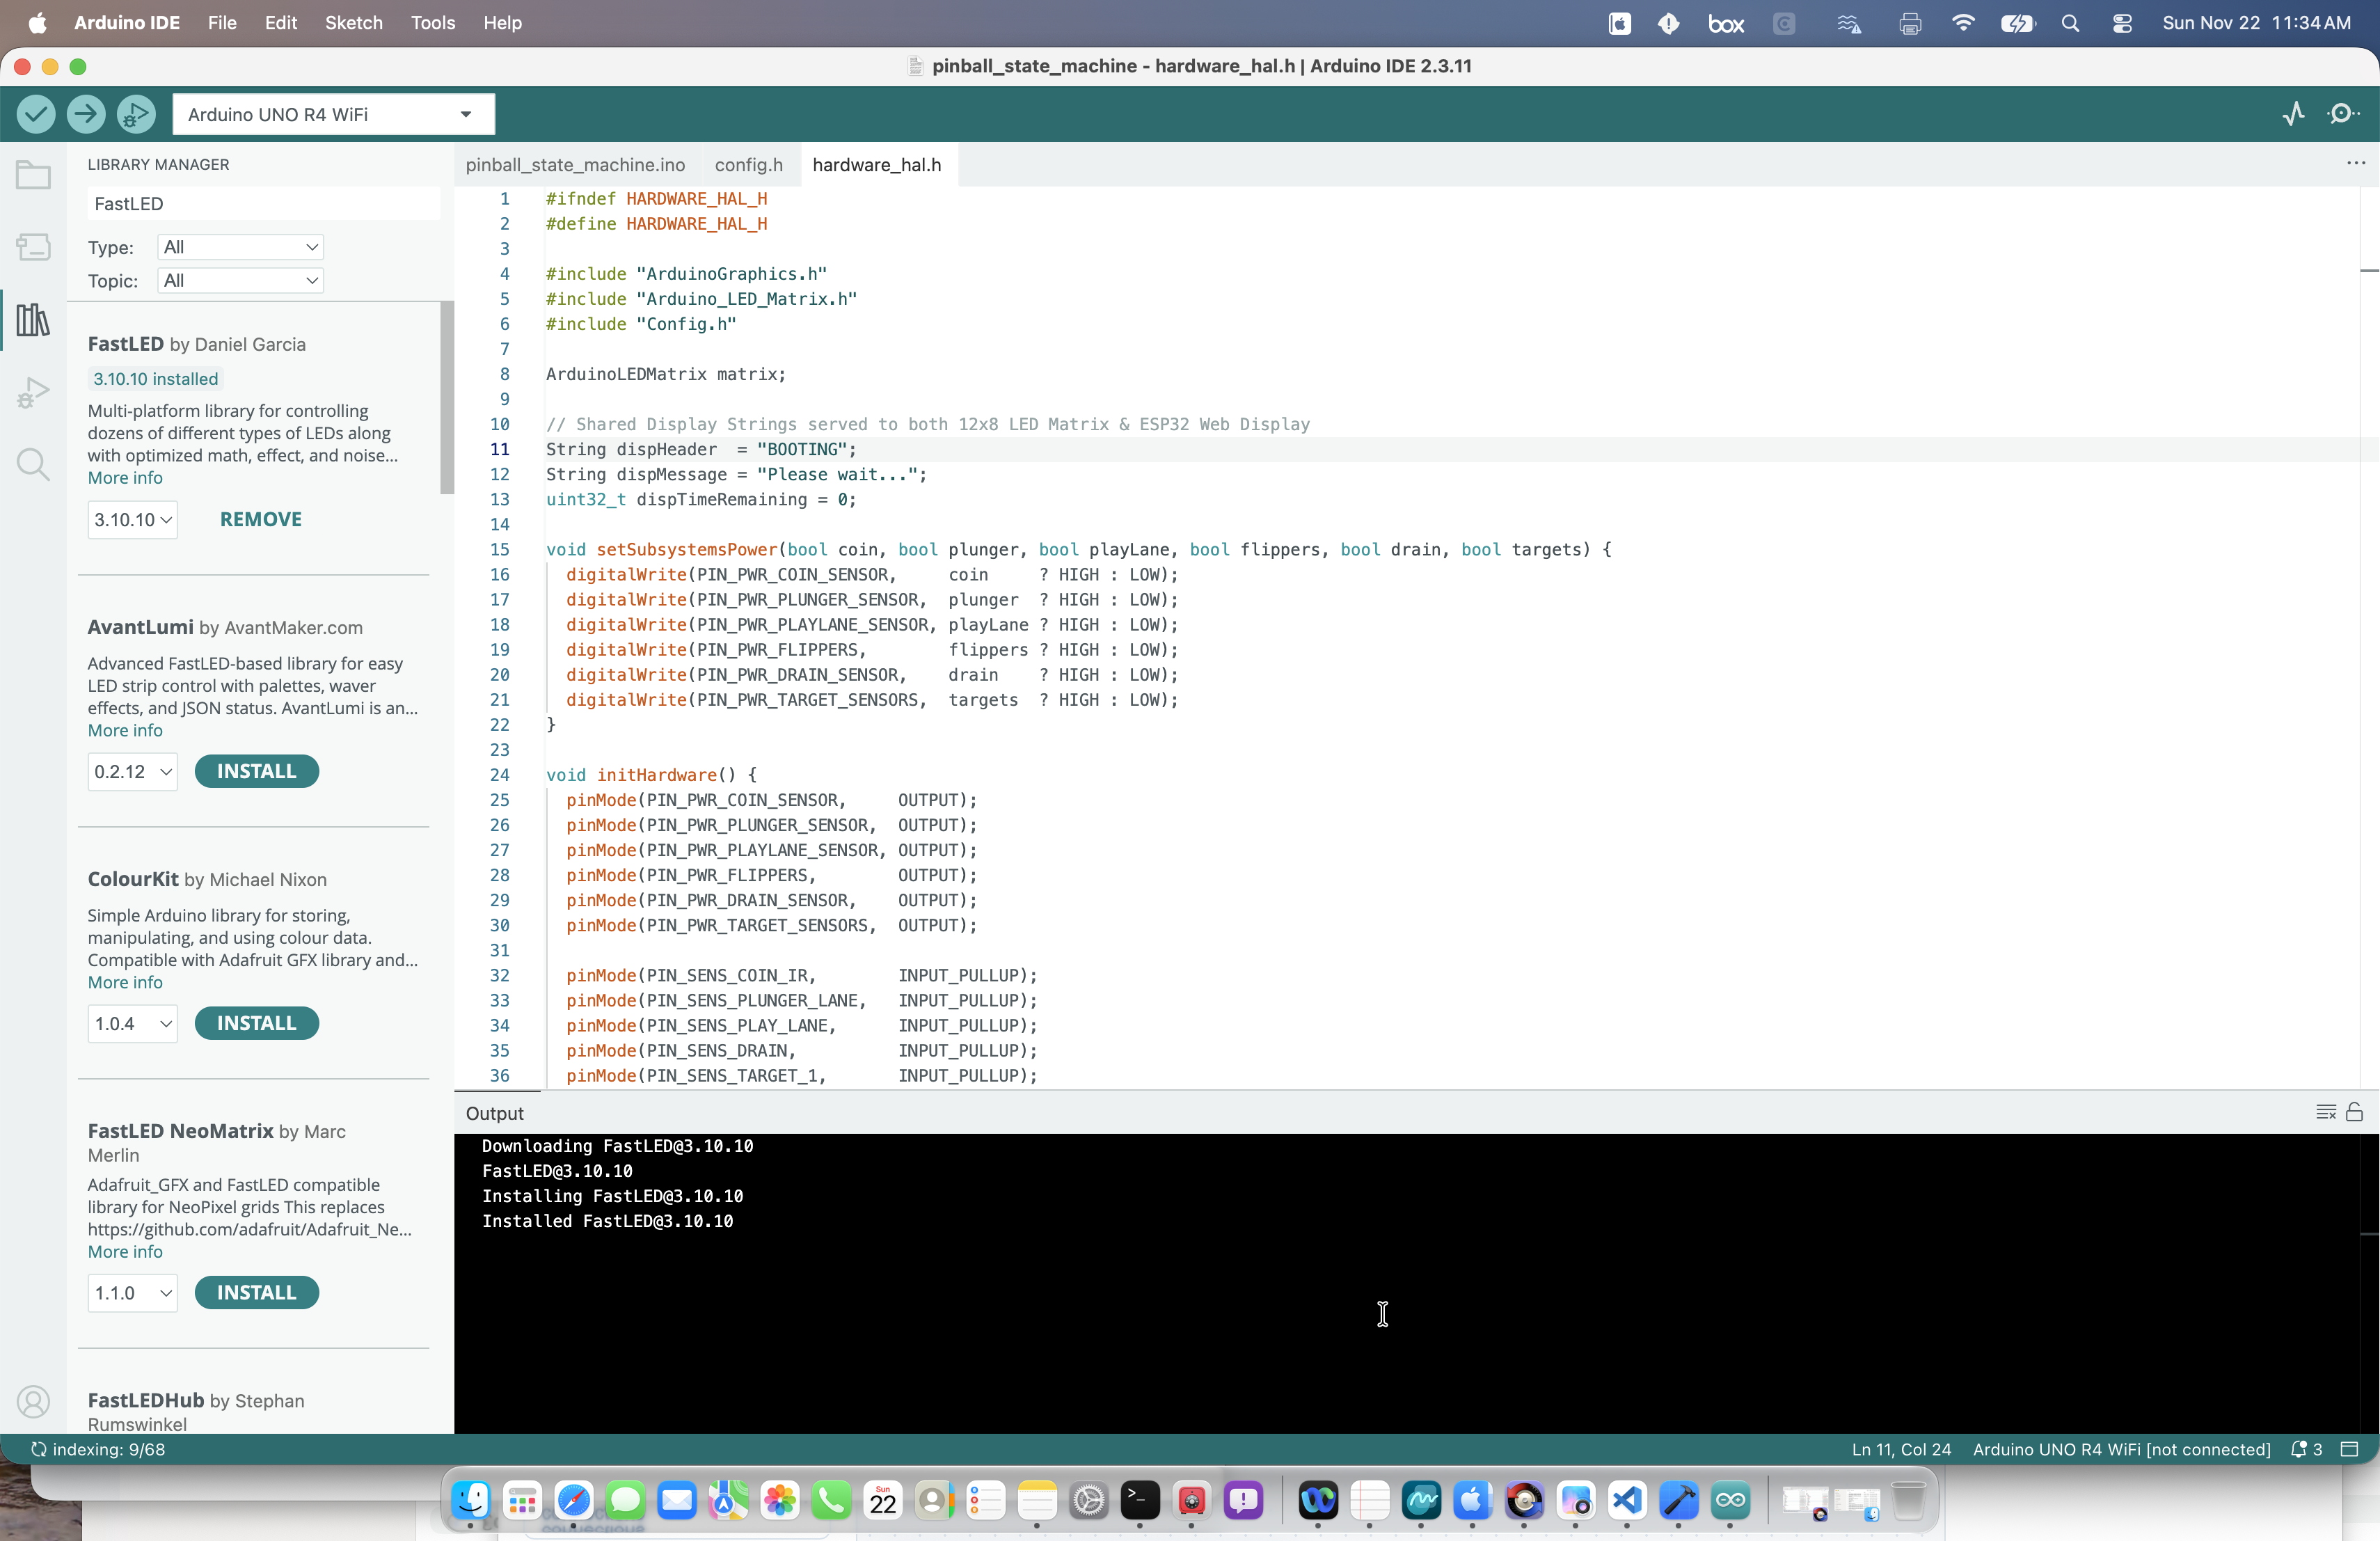 Arduino IDE File Edit Sketch Tools Help
box
Sun Nov 22 11:34 AM
pinball_state_machine - hardware_hal.h | Arduino IDE 2.3.11
Arduino UNO R4 WiFi
LIBRARY MANAGER
FastLED
Type: All
Topic: All
FastLED by Daniel Garcia
3.10.10 installed
Multi-platform library for controlling
dozens of different types of LEDs along
with optimized math, effect, and noise...
More info
3.10.10 REMOVE
AvantLumi by AvantMaker.com
Advanced FastLED-based library for easy
LED strip control with palettes, waver
effects, and JSON status. AvantLumi is an...
More info
0.2.12 INSTALL
ColourKit by Michael Nixon
Simple Arduino library for storing,
manipulating, and using colour data.
Compatible with Adafruit GFX library and...
More info
1.0.4 INSTALL
FastLED NeoMatrix by Marc
Merlin
Adafruit_GFX and FastLED compatible
library for NeoPixel grids This replaces
https://github.com/adafruit/Adafruit_Ne...
More info
1.1.0 INSTALL
FastLEDHub by Stephan
Rumswinkel
pinball_state_machine.ino config.h hardware_hal.h
1 #ifndef HARDWARE_HAL_H
2 #define HARDWARE_HAL_H
3
4 #include "ArduinoGraphics.h"
5 #include "Arduino_LED_Matrix.h"
6 #include "Config.h"
7
8 ArduinoLEDMatrix matrix;
9
10 // Shared Display Strings served to both 12x8 LED Matrix & ESP32 Web Display
11 String dispHeader  = "BOOTING";
12 String dispMessage = "Please wait...";
13 uint32_t dispTimeRemaining = 0;
14
15 void setSubsystemsPower(bool coin, bool plunger, bool playLane, bool flippers, bool drain, bool targets) {
16 digitalWrite(PIN_PWR_COIN_SENSOR,     coin     ? HIGH : LOW);
17 digitalWrite(PIN_PWR_PLUNGER_SENSOR,  plunger  ? HIGH : LOW);
18 digitalWrite(PIN_PWR_PLAYLANE_SENSOR, playLane ? HIGH : LOW);
19 digitalWrite(PIN_PWR_FLIPPERS,        flippers ? HIGH : LOW);
20 digitalWrite(PIN_PWR_DRAIN_SENSOR,    drain    ? HIGH : LOW);
21 digitalWrite(PIN_PWR_TARGET_SENSORS,  targets  ? HIGH : LOW);
22 }
23
24 void initHardware() {
25 pinMode(PIN_PWR_COIN_SENSOR,     OUTPUT);
26 pinMode(PIN_PWR_PLUNGER_SENSOR,  OUTPUT);
27 pinMode(PIN_PWR_PLAYLANE_SENSOR, OUTPUT);
28 pinMode(PIN_PWR_FLIPPERS,        OUTPUT);
29 pinMode(PIN_PWR_DRAIN_SENSOR,    OUTPUT);
30 pinMode(PIN_PWR_TARGET_SENSORS,  OUTPUT);
31
32 pinMode(PIN_SENS_COIN_IR,        INPUT_PULLUP);
33 pinMode(PIN_SENS_PLUNGER_LANE,   INPUT_PULLUP);
34 pinMode(PIN_SENS_PLAY_LANE,      INPUT_PULLUP);
35 pinMode(PIN_SENS_DRAIN,          INPUT_PULLUP);
36 pinMode(PIN_SENS_TARGET_1,       INPUT_PULLUP);
Output
Downloading FastLED@3.10.10
FastLED@3.10.10
Installing FastLED@3.10.10
Installed FastLED@3.10.10
indexing: 9/68
Ln 11, Col 24 Arduino UNO R4 WiFi [not connected] 3
Sun
22